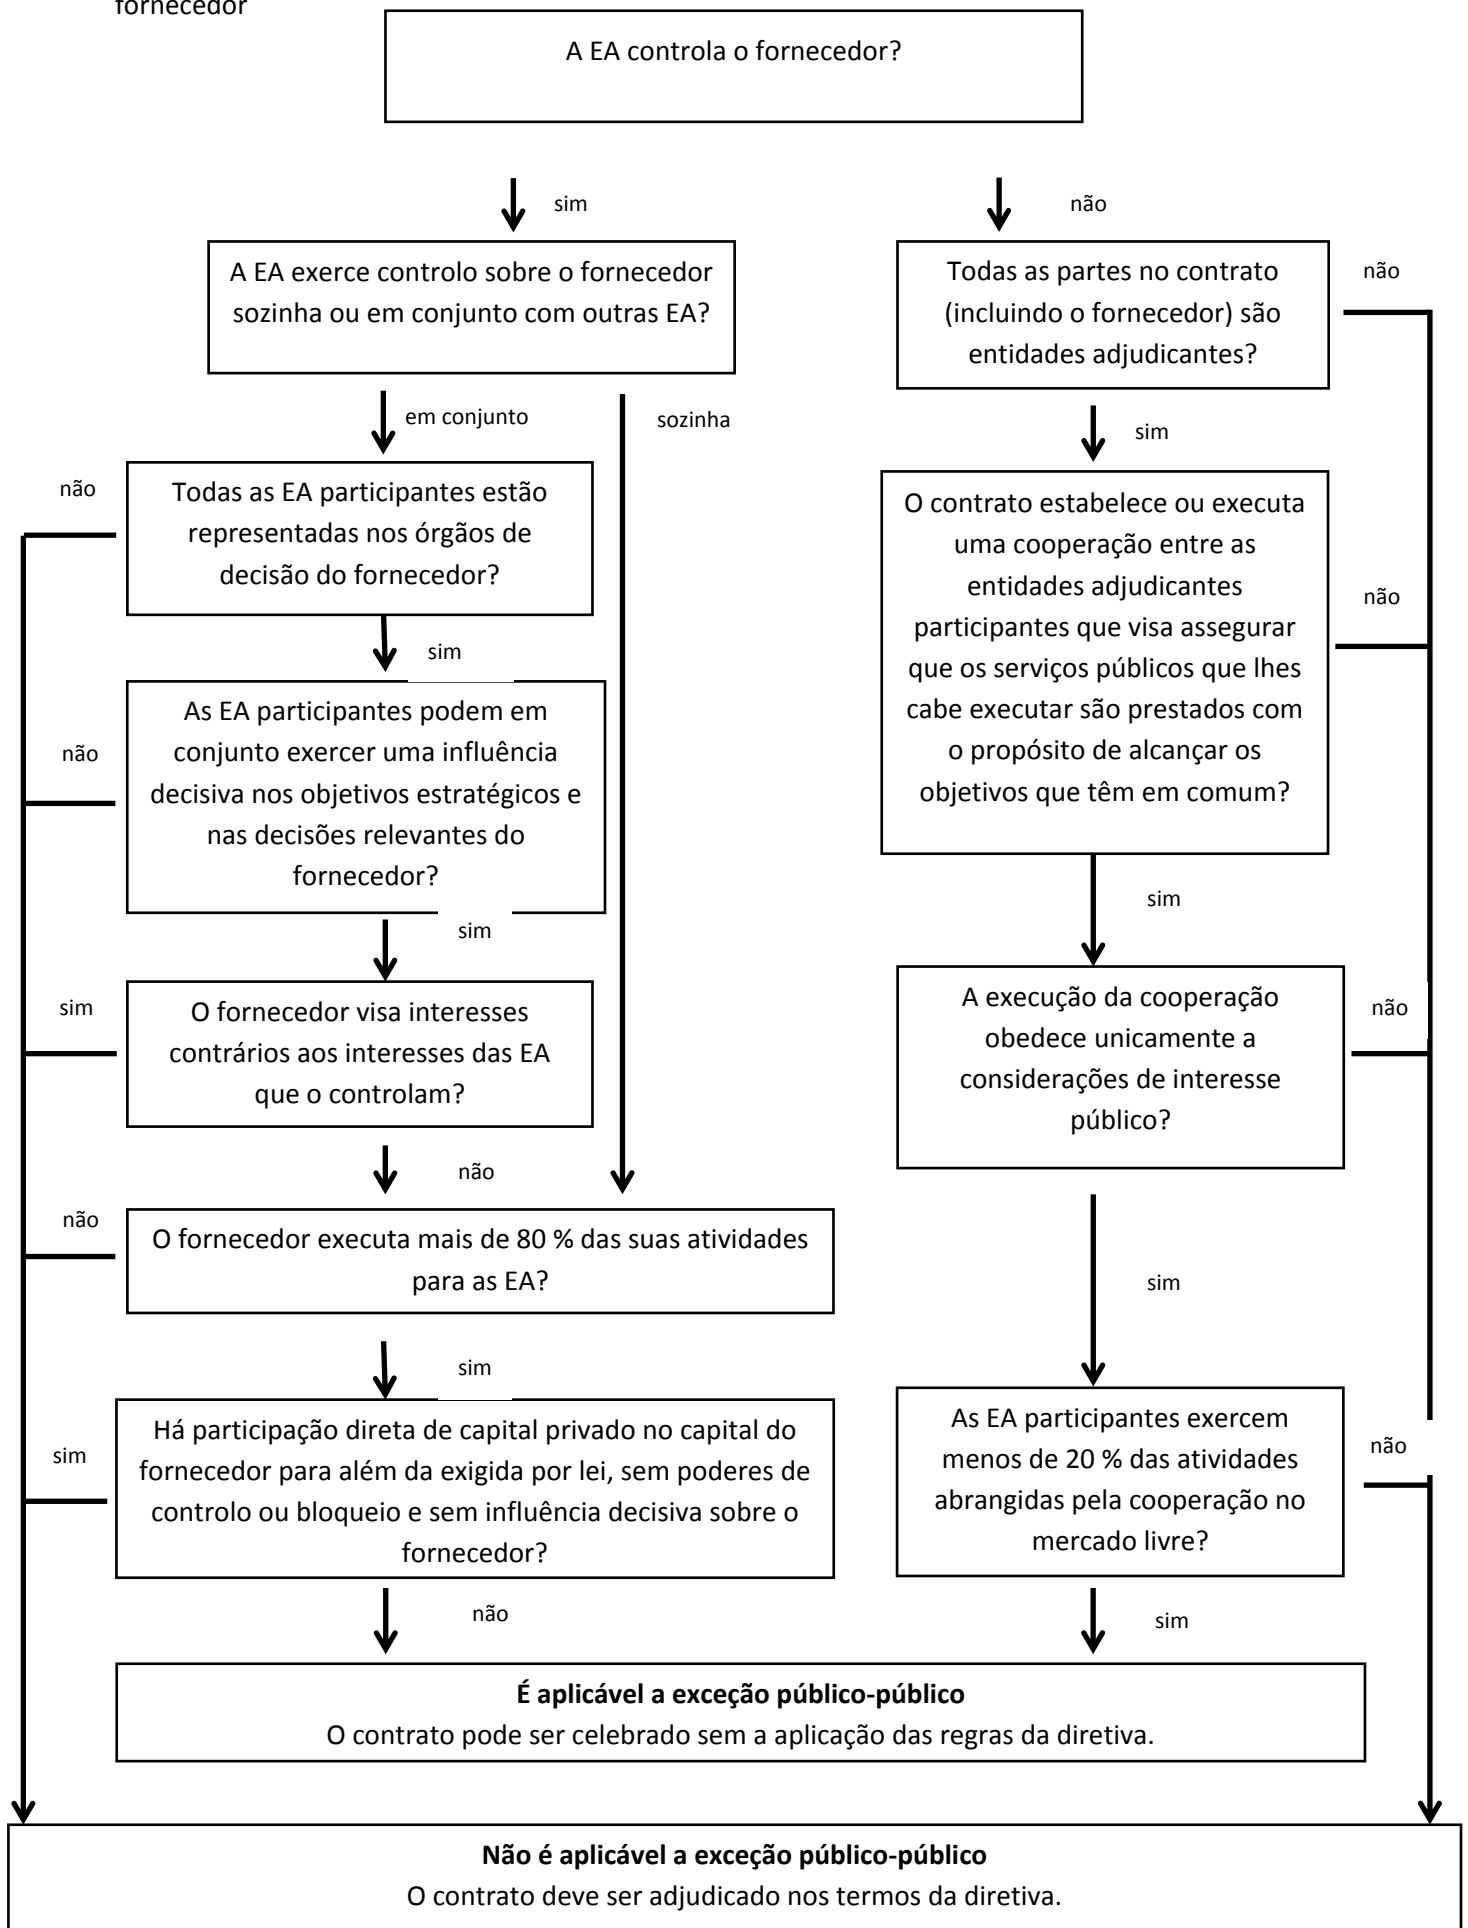 fornecedor
A EA controla o fornecedor?
sim
não
A EA exerce controlo sobre o fornecedor
sozinha ou em conjunto com outras EA?
Todas as partes no contrato
(incluindo o fornecedor) são
entidades adjudicantes?
não
em conjunto
sozinha
sim
não
Todas as EA participantes estão
representadas nos órgãos de
decisão do fornecedor?
O contrato estabelece ou executa
uma cooperação entre as
entidades adjudicantes
participantes que visa assegurar
que os serviços públicos que lhes
cabe executar são prestados com
o propósito de alcançar os
objetivos que têm em comum?
não
sim
não
As EA participantes podem em
conjunto exercer uma influência
decisiva nos objetivos estratégicos e
nas decisões relevantes do
fornecedor?
sim
sim
sim
O fornecedor visa interesses
contrários aos interesses das EA
que o controlam?
A execução da cooperação
obedece unicamente a
considerações de interesse
público?
não
não
não
O fornecedor executa mais de 80 % das suas atividades
para as EA?
sim
sim
sim
Há participação direta de capital privado no capital do
fornecedor para além da exigida por lei, sem poderes de
controlo ou bloqueio e sem influência decisiva sobre o
fornecedor?
As EA participantes exercem
menos de 20 % das atividades
abrangidas pela cooperação no
mercado livre?
não
não
sim
É aplicável a exceção público-público
O contrato pode ser celebrado sem a aplicação das regras da diretiva.
Não é aplicável a exceção público-público
O contrato deve ser adjudicado nos termos da diretiva.